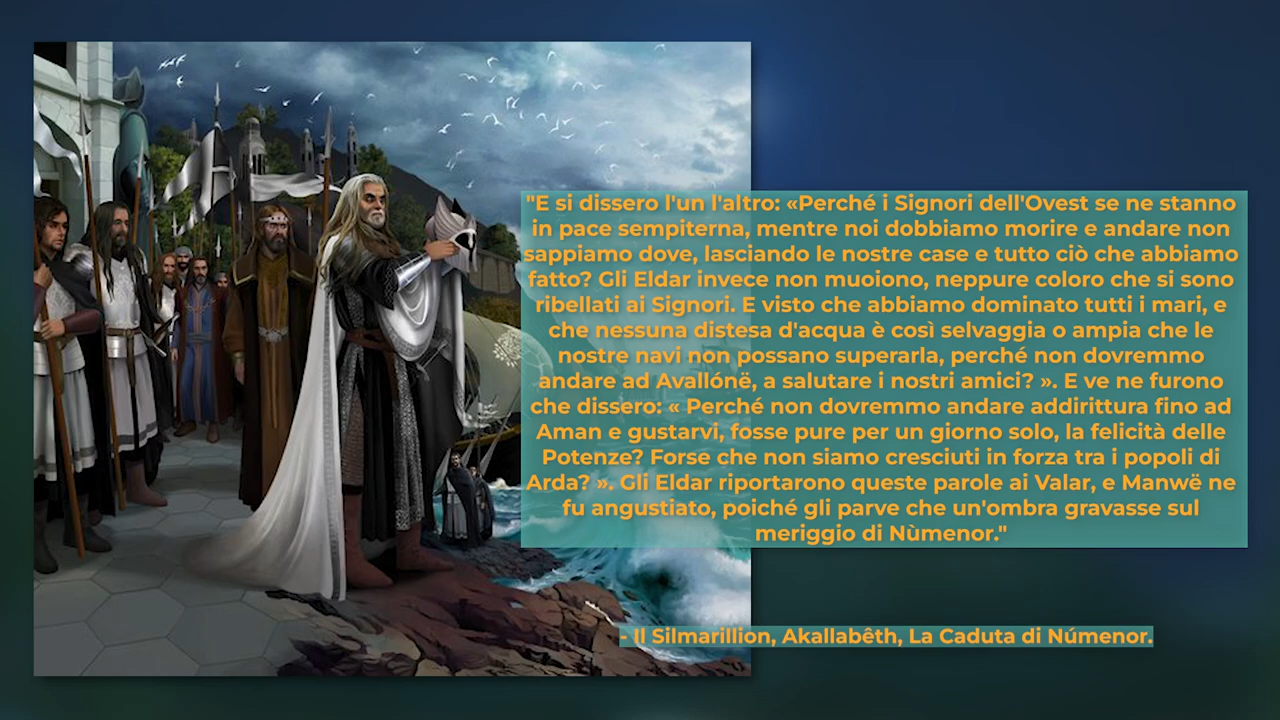 "E si dissero l'un l'altro: «Perché i Signori dell'Ovest se ne stanno
in pace sempiterna, mentre noi dobbiamo morire e andare non
sappiamo dove, lasciando le nostre case e tutto ciò che abbiamo
fatto? Gli Eldar invece non muoiono, neppure coloro che si sono
ribellati ai Signori. E visto che abbiamo dominato tutti i mari, e
che nessuna distesa d'acqua è così selvaggia o ampia che le
nostre navi non possano superarla, perché non dovremmo
andare ad Avallónë, a salutare i nostri amici? ». E ve ne furono
che dissero: « Perché non dovremmo andare addirittura fino ad
Aman e gustarvi, fosse pure per un giorno solo, la felicità delle
Potenze? Forse che non siamo cresciuti in forza tra i popoli di
Arda? ». Gli Eldar riportarono queste parole ai Valar, e Manwë ne
fu angustiato, poiché gli parve che un'ombra gravasse sul
meriggio di Nùmenor."
- Il Silmarillion, Akallabêth, La Caduta di Númenor.